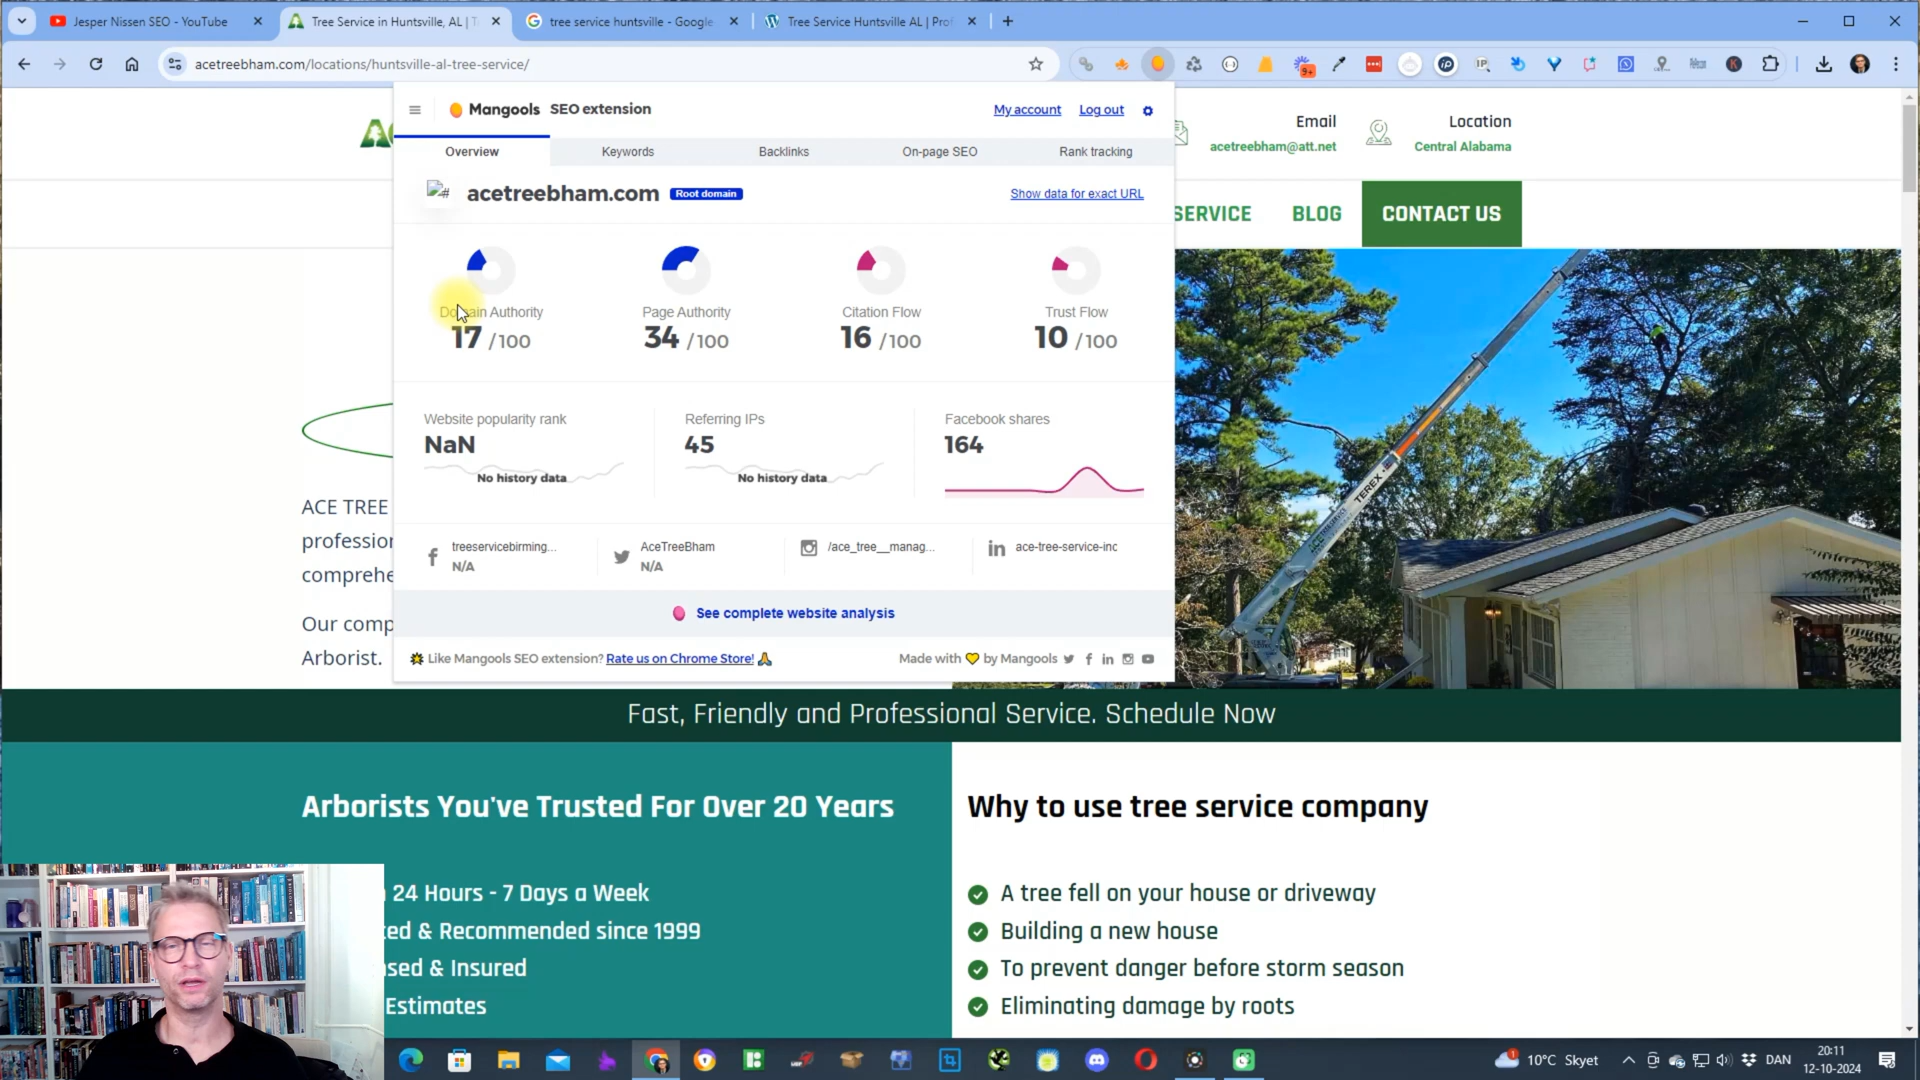 Jesper Nissen SEO - YouTube
Tree Service in Huntsville, AL | T
tree service huntsville - Google
Tree Service Huntsville AL | Prof
acetreebham.com/locations/huntsville-al-tree-service/
9+
Mangools SEO extension
My account
Log out
Overview
Keywords
Backlinks
On-page SEO
Rank tracking
acetreebham.com
Root domain
Show data for exact URL
Domain Authority
17 /100
Page Authority
34 /100
Citation Flow
16 /100
Trust Flow
10 /100
Website popularity rank
NaN
No history data
Referring IPs
45
No history data
Facebook shares
164
treeservicebirming...
N/A
AceTreeBham
N/A
/ace_tree__manag...
ace-tree-service-inc
See complete website analysis
Like Mangools SEO extension? Rate us on Chrome Store!
Made with by Mangools
Email
acetreebham@att.net
Location
Central Alabama
SERVICE
BLOG
CONTACT US
ACE TREE
profession
comprehe
Our comp
Arborist.
TEREX
Fast, Friendly and Professional Service. Schedule Now
Arborists You've Trusted For Over 20 Years
24 Hours - 7 Days a Week
ed & Recommended since 1999
sed & Insured
Estimates
Why to use tree service company
A tree fell on your house or driveway
Building a new house
To prevent danger before storm season
Eliminating damage by roots
10°C Skyet
DAN
20:11
12-10-2024